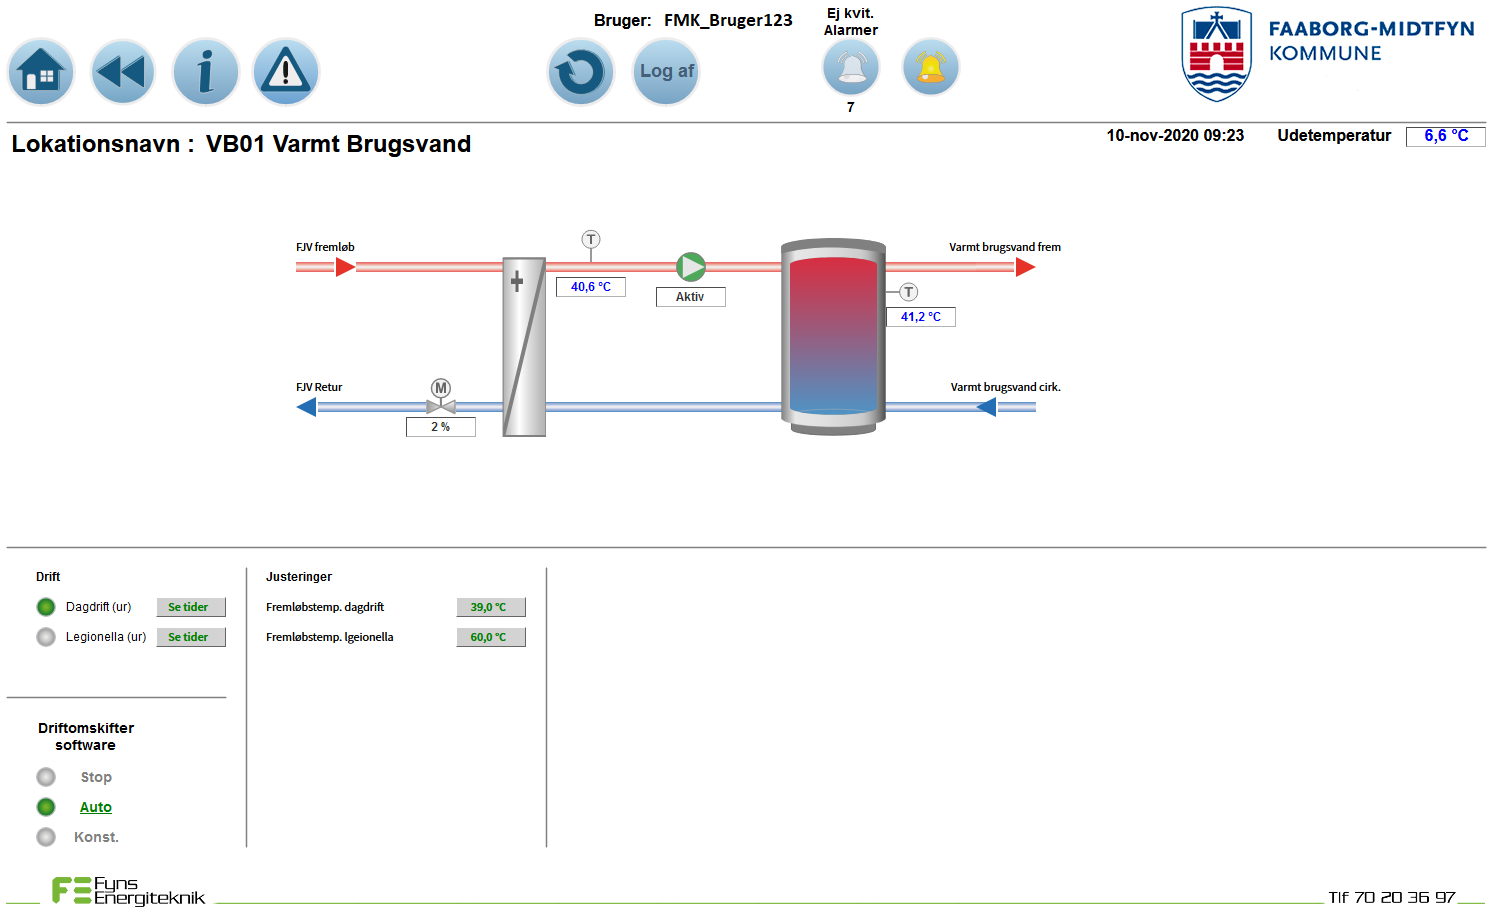 Bruger: FMK_Bruger123
Ej kvit.
Alarmer
FAABORG-MIDTFYN
KOMMUNE
i
Log af
7
Lokationsnavn : VB01 Varmt Brugsvand
10-nov-2020 09:23 Udetemperatur 6,6 °C
FJV fremløb
T
Varmt brugsvand frem
40,6 °C
Aktiv
T
41,2 °C
FJV Retur
M
Varmt brugsvand cirk.
2 %
Drift
Dagdrift (ur) Se tider
Legionella (ur) Se tider
Justeringer
Fremløbstemp. dagdrift 39,0 °C
Fremløbstemp. lgeionella 60,0 °C
Driftomskifter
software
Stop
Auto
Konst.
FE Fyns
Energiteknik
Tlf 70 20 36 97